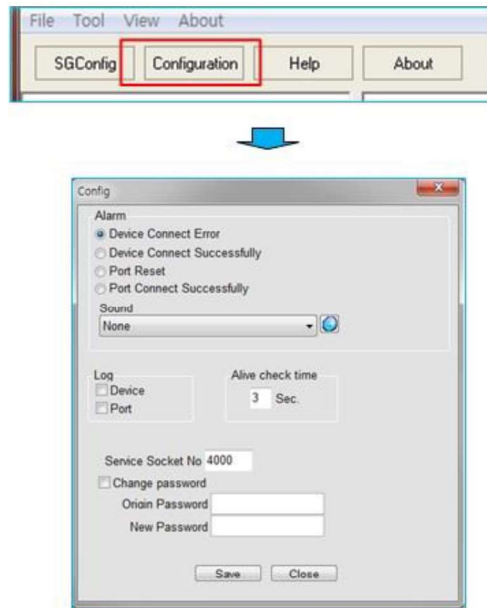 File Tool View About
SGConfig Configuration Help About
Config
Alarm
Device Connect Error
Device Connect Successfully
Port Reset
Port Connect Successfully
Sound
None
Log
Device
Port
Alive check time
3 Sec.
Service Socket No 4000
Change password
Origin Password
New Password
Save Close